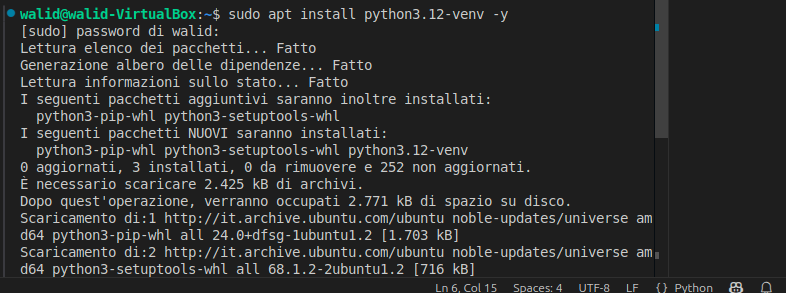 walid@walid-VirtualBox:~$ sudo apt install python3.12-venv -y
[sudo] password di walid:
Lettura elenco dei pacchetti... Fatto
Generazione albero delle dipendenze... Fatto
Lettura informazioni sullo stato... Fatto
I seguenti pacchetti aggiuntivi saranno inoltre installati:
  python3-pip-whl python3-setuptools-whl
I seguenti pacchetti NUOVI saranno installati:
  python3-pip-whl python3-setuptools-whl python3.12-venv
0 aggiornati, 3 installati, 0 da rimuovere e 252 non aggiornati.
È necessario scaricare 2.425 kB di archivi.
Dopo quest'operazione, verranno occupati 2.771 kB di spazio su disco.
Scaricamento di:1 http://it.archive.ubuntu.com/ubuntu noble-updates/universe am
d64 python3-pip-whl all 24.0+dfsg-1ubuntu1.2 [1.703 kB]
Scaricamento di:2 http://it.archive.ubuntu.com/ubuntu noble-updates/universe am
d64 python3-setuptools-whl all 68.1.2-2ubuntu1.2 [716 kB]
Ln 6, Col 15 Spaces: 4 UTF-8 LF {} Python